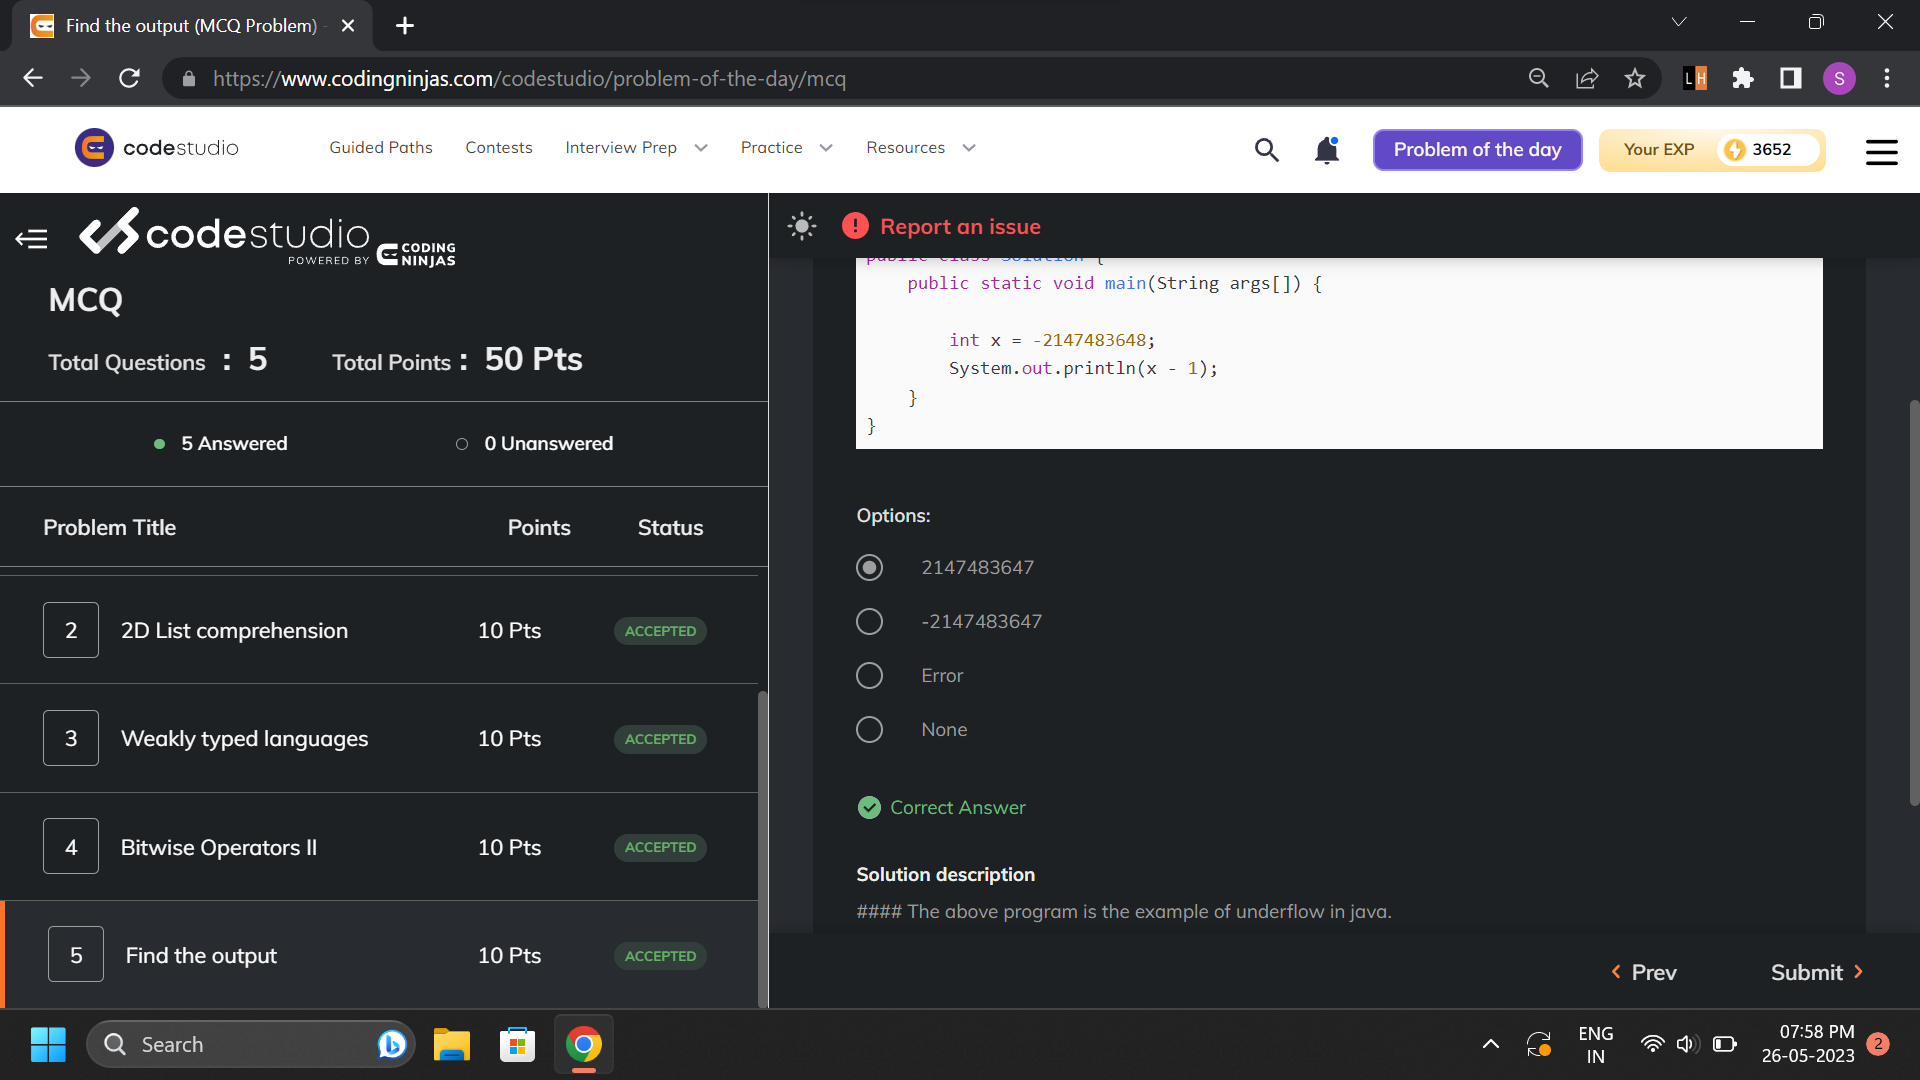 Find the output (MCQ Problem) -
https://www.codingninjas.com/codestudio/problem-of-the-day/mcq
LH
S
codestudio
Guided Paths
Contests
Interview Prep
Practice
Resources
Problem of the day
Your EXP
3652
codestudio
POWERED BY
CODING
NINJAS
MCQ
Total Questions : 5
Total Points : 50 Pts
5 Answered
0 Unanswered
Problem Title
Points
Status
2
2D List comprehension
10 Pts
ACCEPTED
3
Weakly typed languages
10 Pts
ACCEPTED
4
Bitwise Operators II
10 Pts
ACCEPTED
5
Find the output
10 Pts
ACCEPTED
Report an issue
public class Solution {
public static void main(String args[]) {
int x = -2147483648;
System.out.println(x - 1);
}
}
Options:
2147483647
-2147483647
Error
None
Correct Answer
Solution description
#### The above program is the example of underflow in java.
Prev
Submit
Search
ENG
IN
07:58 PM
26-05-2023
2